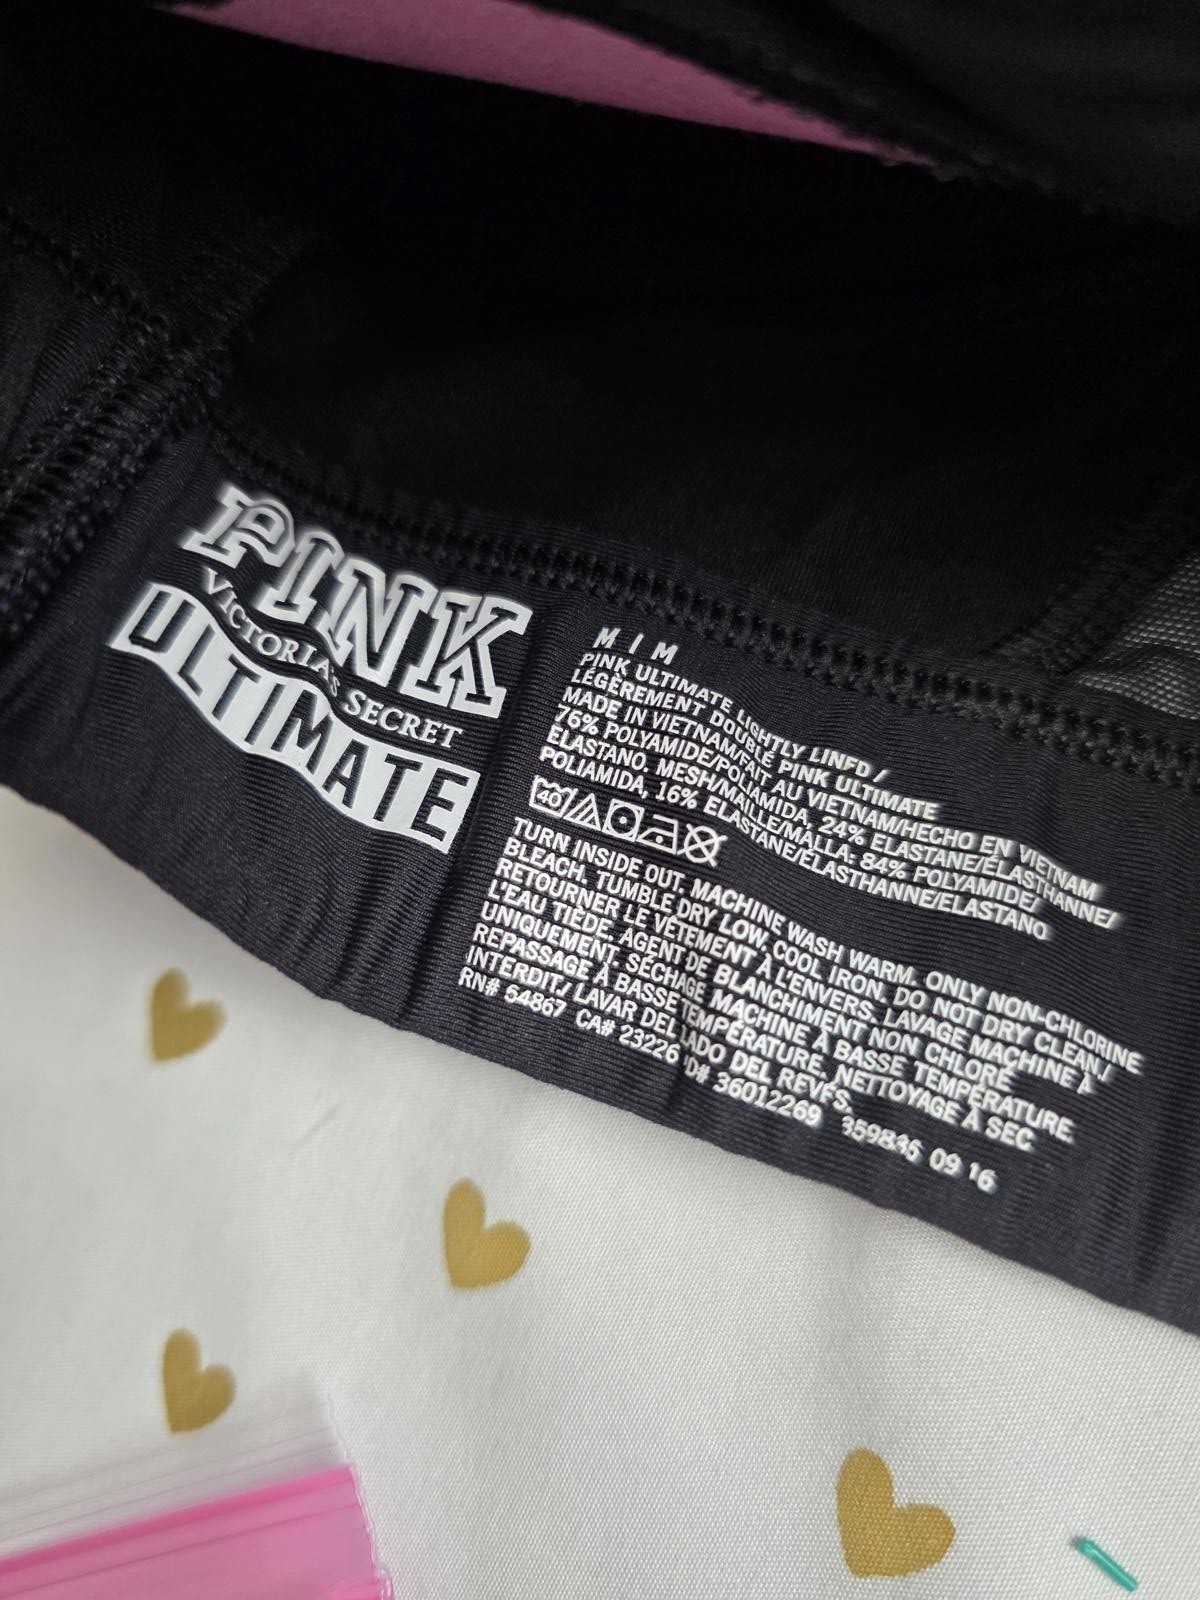 PINK
VICTORIA'S SECRET
ULTIMATE
M / M
PINK ULTIMATE LIGHTLY LINED /
LÉGÈREMENT DOUBLÉ PINK ULTIMATE
MADE IN VIETNAM/FAIT AU VIETNAM/HECHO EN VIETNAM
76% POLYAMIDE/POLIAMIDA, 24% ELASTANE/ÉLASTHANNE/
ELASTANO. MESH/MAILLE/MALLA: 84% POLYAMIDE/
POLIAMIDA, 16% ELASTANE/ÉLASTHANNE/ELASTANO
40
TURN INSIDE OUT. MACHINE WASH WARM. ONLY NON-CHLORINE
BLEACH. TUMBLE DRY LOW. COOL IRON. DO NOT DRY CLEAN./
RETOURNER LE VÊTEMENT À L'ENVERS. LAVAGE MACHINE À
L'EAU TIÈDE. AGENT DE BLANCHIMENT NON CHLORÉ
UNIQUEMENT. SÉCHAGE MACHINE À BASSE TEMPÉRATURE.
REPASSAGE À BASSE TEMPÉRATURE. NETTOYAGE À SEC
INTERDIT./ LAVAR DEL LADO DEL REVÉS.
RN# 54867 CA# 23226 ID# 36012269 359836 09 16